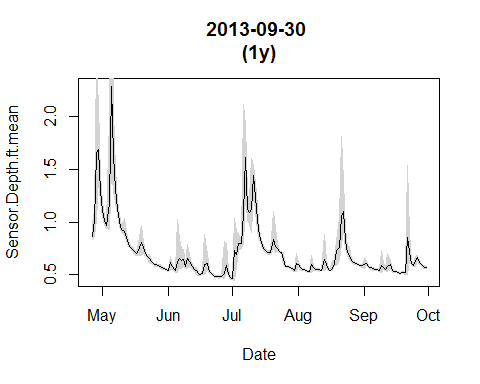 2013-09-30
(1y)
Sensor.Depth.ft.mean
2.0
1.5
1.0
0.5
May Jun Jul Aug Sep Oct
Date